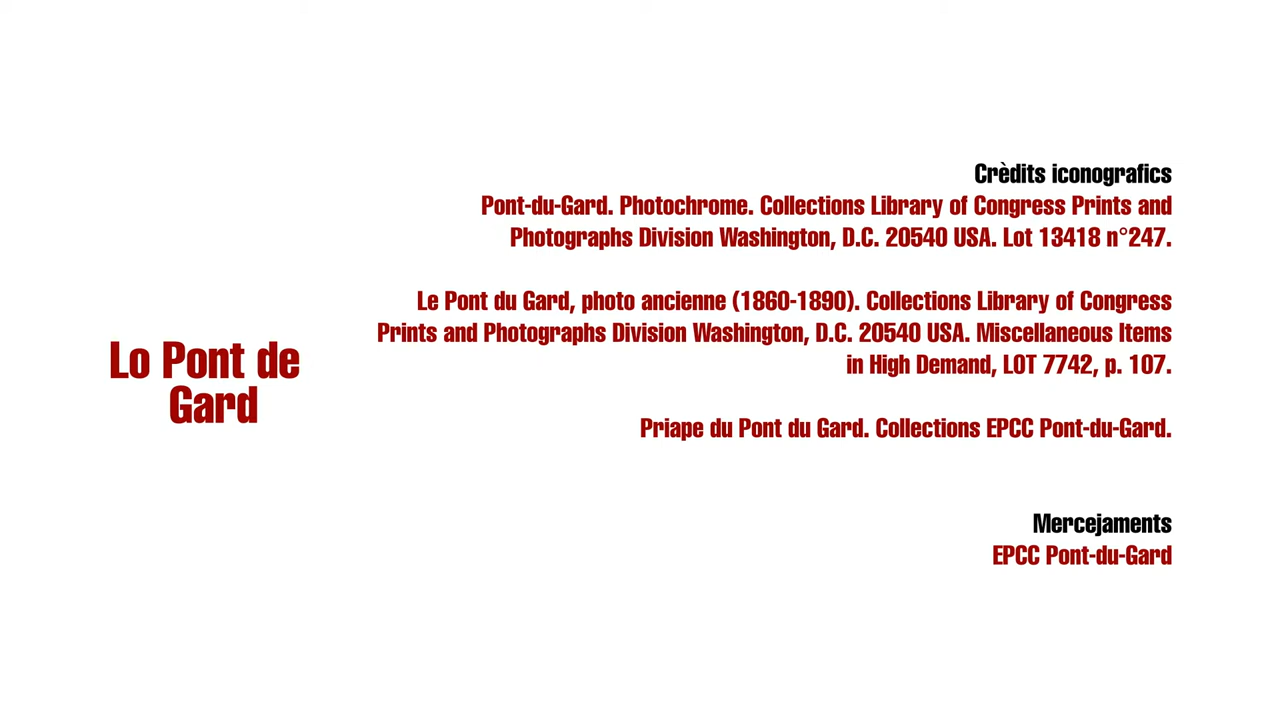 Lo Pont de
Gard
Crèdits iconografics
Pont-du-Gard. Photochrome. Collections Library of Congress Prints and
Photographs Division Washington, D.C. 20540 USA. Lot 13418 n°247.
Le Pont du Gard, photo ancienne (1860-1890). Collections Library of Congress
Prints and Photographs Division Washington, D.C. 20540 USA. Miscellaneous Items
in High Demand, LOT 7742, p. 107.
Priape du Pont du Gard. Collections EPCC Pont-du-Gard.
Mercejaments
EPCC Pont-du-Gard